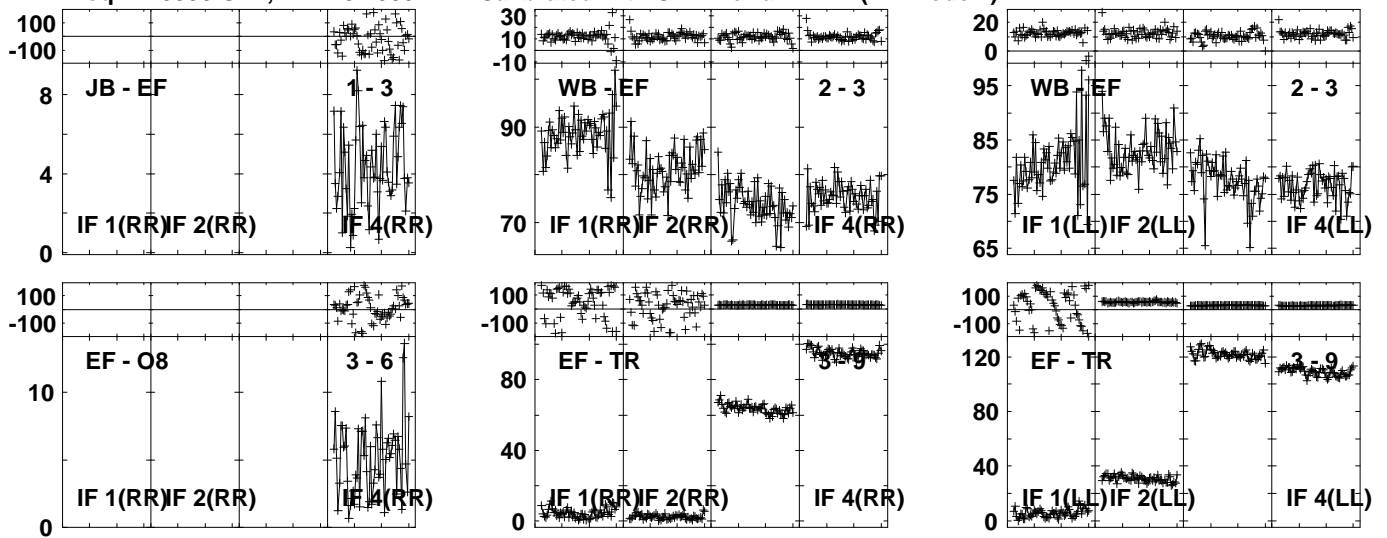 100
-100
JB - EF
1 - 3
8
4
0
IF 1(RR) IF 2(RR) IF 4(RR)
30
10
-10
WB - EF
2 - 3
90
70
IF 1(RR) IF 2(RR) IF 4(RR)
20
0
WB - EF
2 - 3
95
85
75
65
IF 1(LL) IF 2(LL) IF 4(LL)
100
-100
EF - O8
3 - 6
10
0
IF 1(RR) IF 2(RR) IF 4(RR)
100
-100
EF - TR
3 - 9
80
40
0
IF 1(RR) IF 2(RR) IF 4(RR)
100
-100
EF - TR
3 - 9
120
80
40
0
IF 1(LL) IF 2(LL) IF 4(LL)